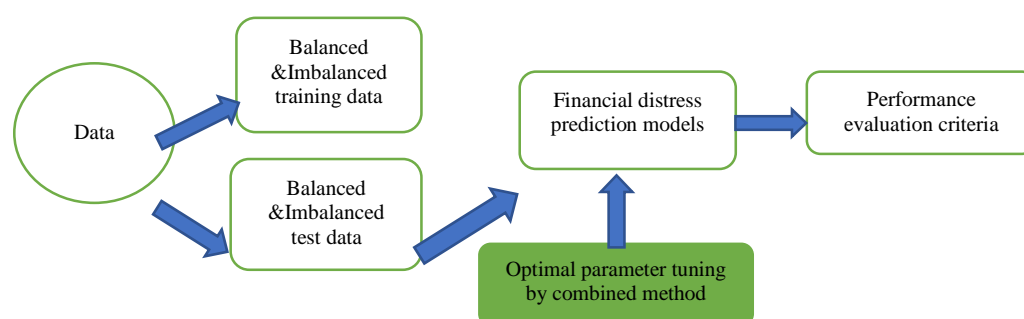 Data
Balanced
&Imbalanced
training data
Balanced
&Imbalanced
test data
Financial distress
prediction models
Optimal parameter tuning
by combined method
Performance
evaluation criteria